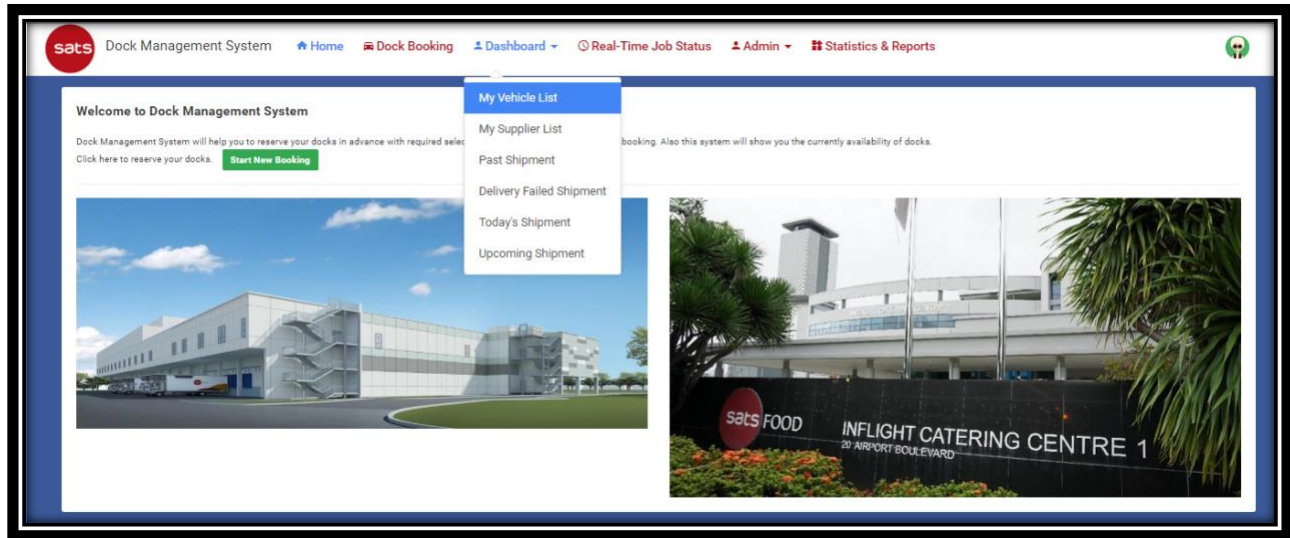 sats Dock Management System Home Dock Booking Dashboard Real-Time Job Status Admin Statistics & Reports
My Vehicle List
My Supplier List
Past Shipment
Delivery Failed Shipment
Today's Shipment
Upcoming Shipment
Welcome to Dock Management System
Dock Management System will help you to reserve your docks in advance with required booking. Also this system will show you the currently availability of docks.
Click here to reserve your docks. Start New Booking
sats FOOD
INFLIGHT CATERING CENTRE 1
20 AIRPORT BOULEVARD